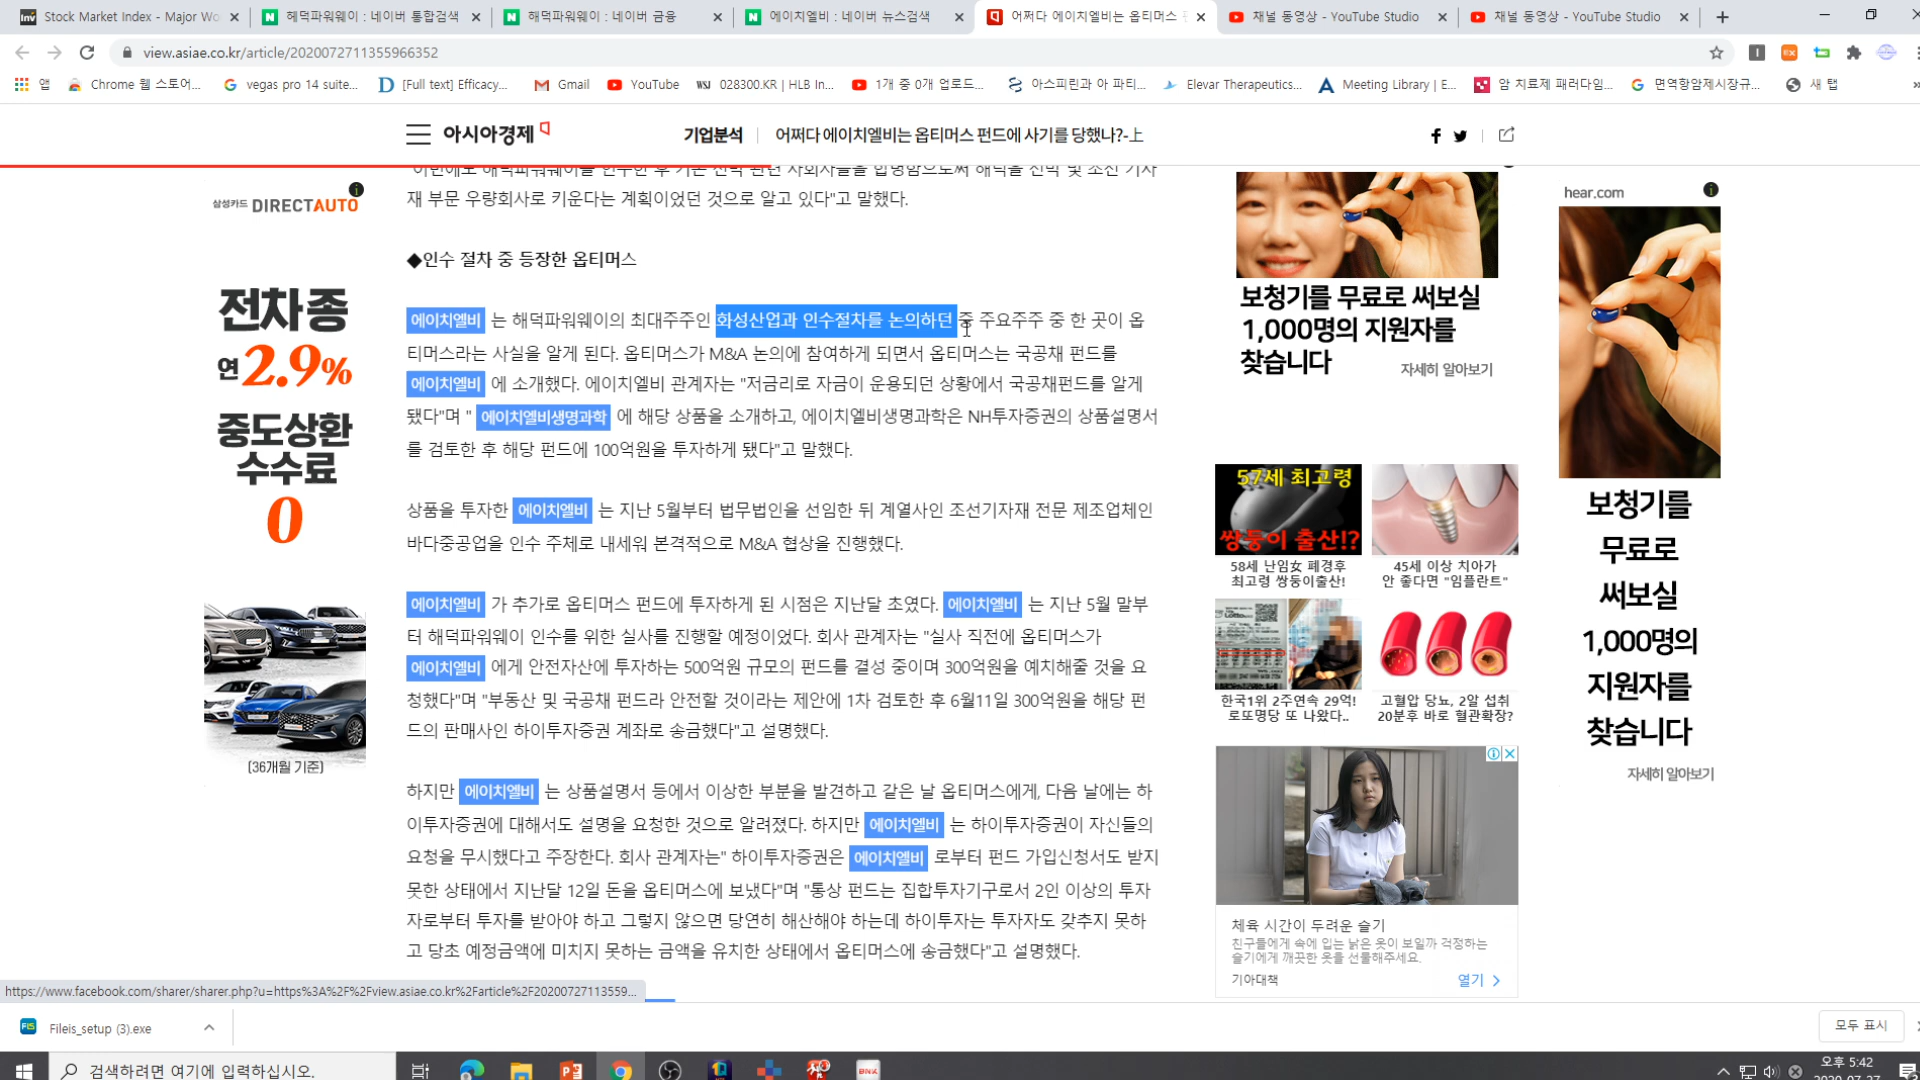 Stock Market Index - Major Wo
헤덕파워웨이 : 네이버 통합검색
해덕파워웨이 : 네이버 금융
에이치엘비 : 네이버 뉴스검색
어쩌다 에이치엘비는 옵티머스
채널 동영상 - YouTube Studio
채널 동영상 - YouTube Studio
view.asiae.co.kr/article/2020072711355966352
앱
Chrome 웹 스토어...
vegas pro 14 suite...
[Full text] Efficacy...
Gmail
YouTube
028300.KR | HLB In...
1개 중 0개 업로드...
아스피린과 아 파티...
Elevar Therapeutics...
Meeting Library | E...
암 치료제 패러다임...
면역항암제시장규...
새 탭
아시아경제
기업분석
어쩌다 에이치엘비는 옵티머스 펀드에 사기를 당했나?-上
삼성카드 DIRECTAUTO
전차종
연 2.9%
중도상환
수수료
0
(36개월 기준)
재 부문 우량회사로 키운다는 계획이었던 것으로 알고 있다"고 말했다.
◆인수 절차 중 등장한 옵티머스
에이치엘비 는 해덕파워웨이의 최대주주인 화성산업과 인수절차를 논의하던 중 주요주주 중 한 곳이 옵
티머스라는 사실을 알게 된다. 옵티머스가 M&A 논의에 참여하게 되면서 옵티머스는 국공채 펀드를
에이치엘비 에 소개했다. 에이치엘비 관계자는 "저금리로 자금이 운용되던 상황에서 국공채펀드를 알게
됐다"며 " 에이치엘비생명과학 에 해당 상품을 소개하고, 에이치엘비생명과학은 NH투자증권의 상품설명서
를 검토한 후 해당 펀드에 100억원을 투자하게 됐다"고 말했다.
상품을 투자한 에이치엘비 는 지난 5월부터 법무법인을 선임한 뒤 계열사인 조선기자재 전문 제조업체인
바다중공업을 인수 주체로 내세워 본격적으로 M&A 협상을 진행했다.
에이치엘비 가 추가로 옵티머스 펀드에 투자하게 된 시점은 지난달 초였다. 에이치엘비 는 지난 5월 말부
터 해덕파워웨이 인수를 위한 실사를 진행할 예정이었다. 회사 관계자는 "실사 직전에 옵티머스가
에이치엘비 에게 안전자산에 투자하는 500억원 규모의 펀드를 결성 중이며 300억원을 예치해줄 것을 요
청했다"며 "부동산 및 국공채 펀드라 안전할 것이라는 제안에 1차 검토한 후 6월11일 300억원을 해당 펀
드의 판매사인 하이투자증권 계좌로 송금했다"고 설명했다.
하지만 에이치엘비 는 상품설명서 등에서 이상한 부분을 발견하고 같은 날 옵티머스에게, 다음 날에는 하
이투자증권에 대해서도 설명을 요청한 것으로 알려졌다. 하지만 에이치엘비 는 하이투자증권이 자신들의
요청을 무시했다고 주장한다. 회사 관계자는" 하이투자증권은 에이치엘비 로부터 펀드 가입신청서도 받지
못한 상태에서 지난달 12일 돈을 옵티머스에 보냈다"며 "통상 펀드는 집합투자기구로서 2인 이상의 투자
자로부터 투자를 받아야 하고 그렇지 않으면 당연히 해산해야 하는데 하이투자는 투자자도 갖추지 못하
고 당초 예정금액에 미치지 못하는 금액을 유치한 상태에서 옵티머스에 송금했다"고 설명했다.
보청기를 무료로 써보실
1,000명의 지원자를
찾습니다
자세히 알아보기
57세 최고령
쌍둥이 출산!?
58세 난임女 폐경후
최고령 쌍둥이출산!
45세 이상 치아가
안 좋다면 "임플란트"
한국1위 2주연속 29억!
로또명당 또 나왔다..
고혈압 당뇨, 2알 섭취
20분후 바로 혈관확장?
체육 시간이 두려운 슬기
친구들에게 속에 입는 낡은 옷이 보일까 걱정하는
슬기에게 깨끗한 옷을 선물해주세요.
기아대책
열기
hear.com
보청기를
무료로
써보실
1,000명의
지원자를
찾습니다
자세히 알아보기
https://www.facebook.com/sharer/sharer.php?u=https%3A%2F%2Fview.asiae.co.kr%2Farticle%2F20200727113559...
Fileis_setup (3).exe
모두 표시
검색하려면 여기에 입력하십시오.
오후 5:42